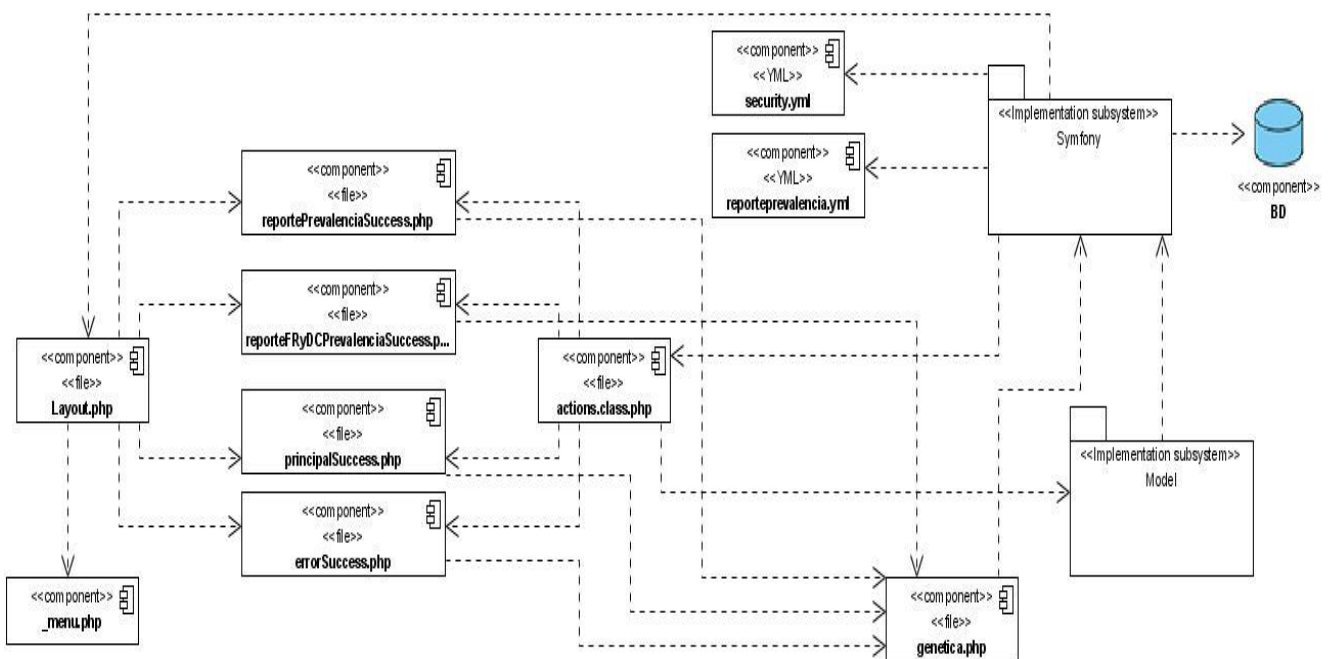 <<component>>
<<YML>>
security.yml
<<Implementation subsystem>>
Symfony
<<component>>
BD
<<component>>
<<YML>>
reporteprevalencia.yml
<<component>>
<<file>>
reportePrevalenciaSuccess.php
<<component>>
<<file>>
reporteFRyDCPrevalenciaSuccess.p...
<<component>>
<<file>>
Layout.php
<<component>>
<<file>>
actions.class.php
<<component>>
<<file>>
principalSuccess.php
<<Implementation subsystem>>
Model
<<component>>
<<file>>
errorSuccess.php
<<component>>
_menu.php
<<component>>
<<file>>
genetica.php